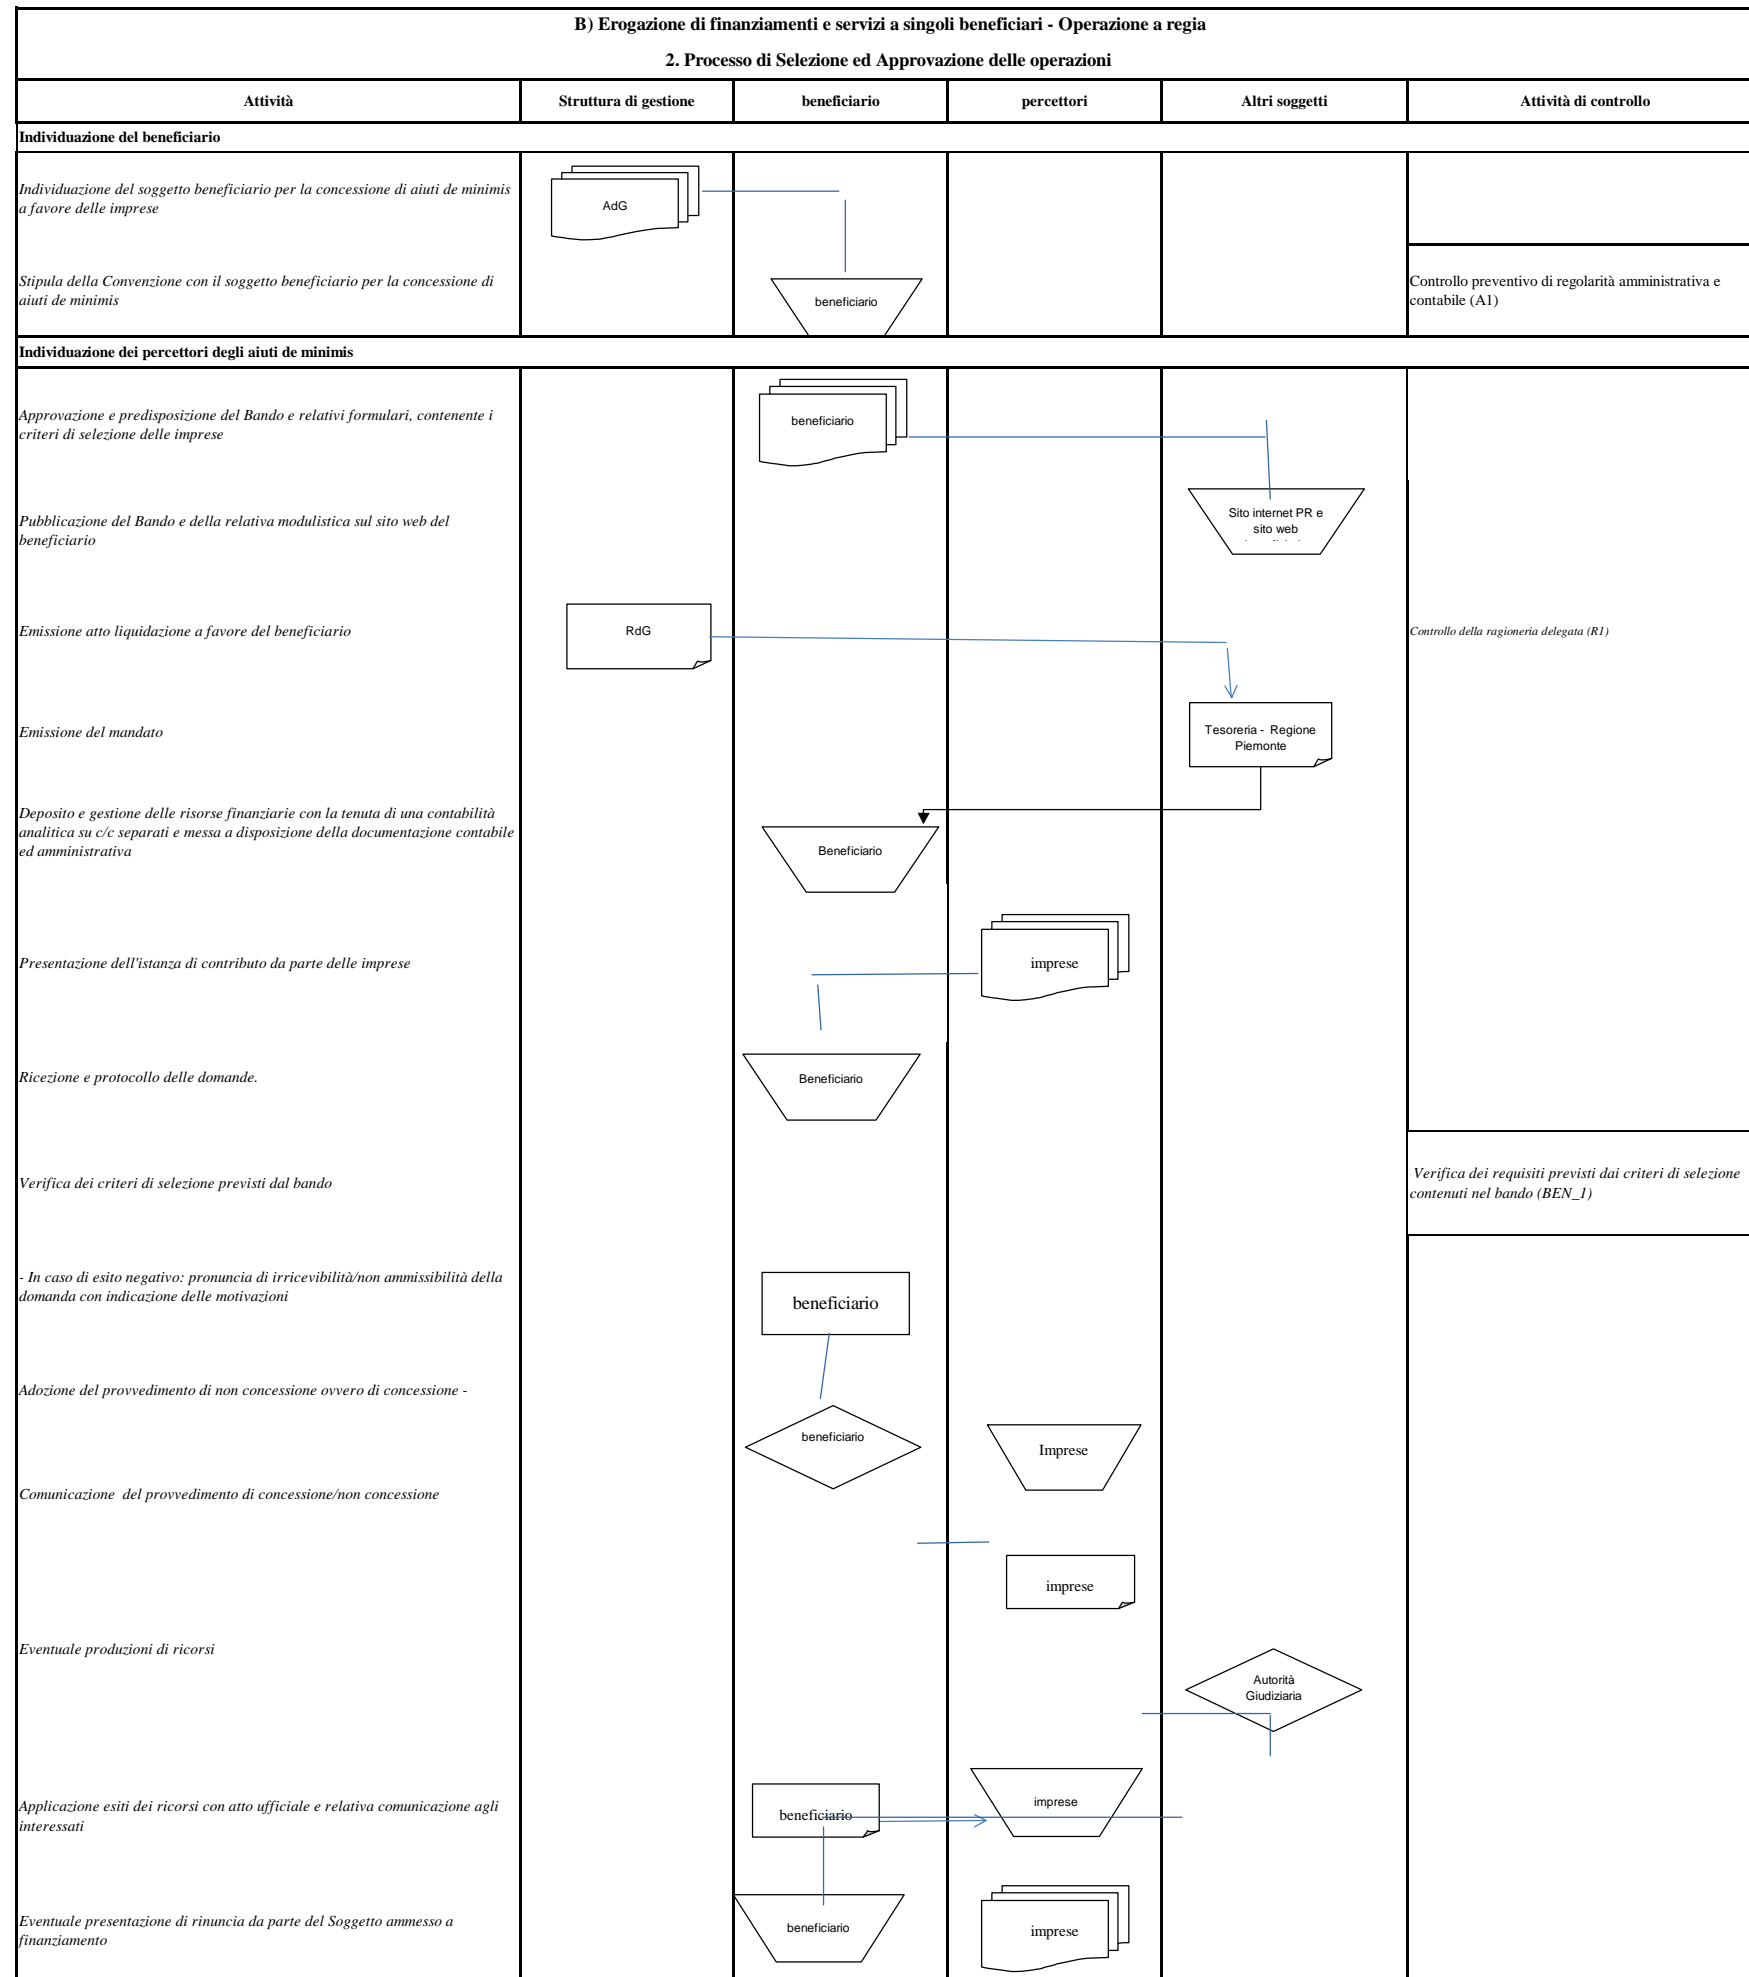 B) Erogazione di finanziamenti e servizi a singoli beneficiari - Operazione a regia
2. Processo di Selezione ed Approvazione delle operazioni
Attività
Struttura di gestione
beneficiario
percettori
Altri soggetti
Attività di controllo
Individuazione del beneficiario
Individuazione del soggetto beneficiario per la concessione di aiuti de minimis
a favore delle imprese
AdG
Stipula della Convenzione con il soggetto beneficiario per la concessione di
aiuti de minimis
beneficiario
Controllo preventivo di regolarità amministrativa e
contabile (A1)
Individuazione dei percettori degli aiuti de minimis
Approvazione e predisposizione del Bando e relativi formulari, contenente i
criteri di selezione delle imprese
beneficiario
Pubblicazione del Bando e della relativa modulistica sul sito web del
beneficiario
Sito internet PR e
sito web
Emissione atto liquidazione a favore del beneficiario
RdG
Controllo della ragioneria delegata (R1)
Emissione del mandato
Tesoreria - Regione
Piemonte
Deposito e gestione delle risorse finanziarie con la tenuta di una contabilità
analitica su c/c separati e messa a disposizione della documentazione contabile
ed amministrativa
Beneficiario
Presentazione dell'istanza di contributo da parte delle imprese
imprese
Ricezione e protocollo delle domande.
Beneficiario
Verifica dei criteri di selezione previsti dal bando
Verifica dei requisiti previsti dai criteri di selezione
contenuti nel bando (BEN_1)
- In caso di esito negativo: pronuncia di irricevibilità/non ammissibilità della
domanda con indicazione delle motivazioni
beneficiario
Adozione del provvedimento di non concessione ovvero di concessione -
beneficiario
Imprese
Comunicazione  del provvedimento di concessione/non concessione
imprese
Eventuale produzioni di ricorsi
Autorità
Giudiziaria
Applicazione esiti dei ricorsi con atto ufficiale e relativa comunicazione agli
interessati
beneficiario
imprese
Eventuale presentazione di rinuncia da parte del Soggetto ammesso a
finanziamento
beneficiario
imprese